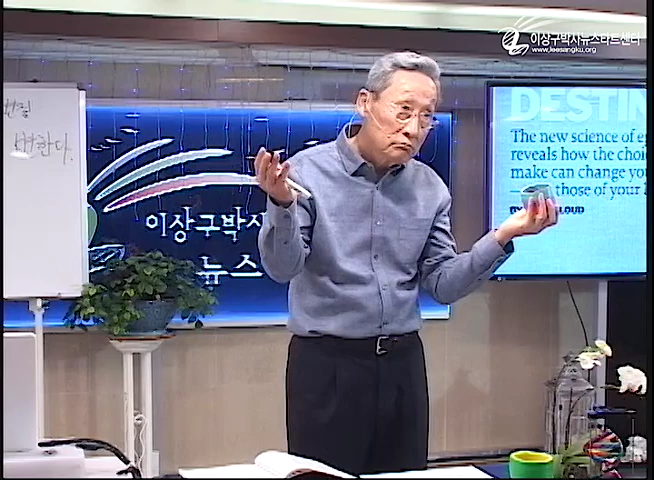 이상구박사뉴스타트센터
www.leesangku.org
변한다.
이상구박사
뉴스
DESTIN
The new science of ep
reveals how the choi
make can change yo
those of your
LOUD